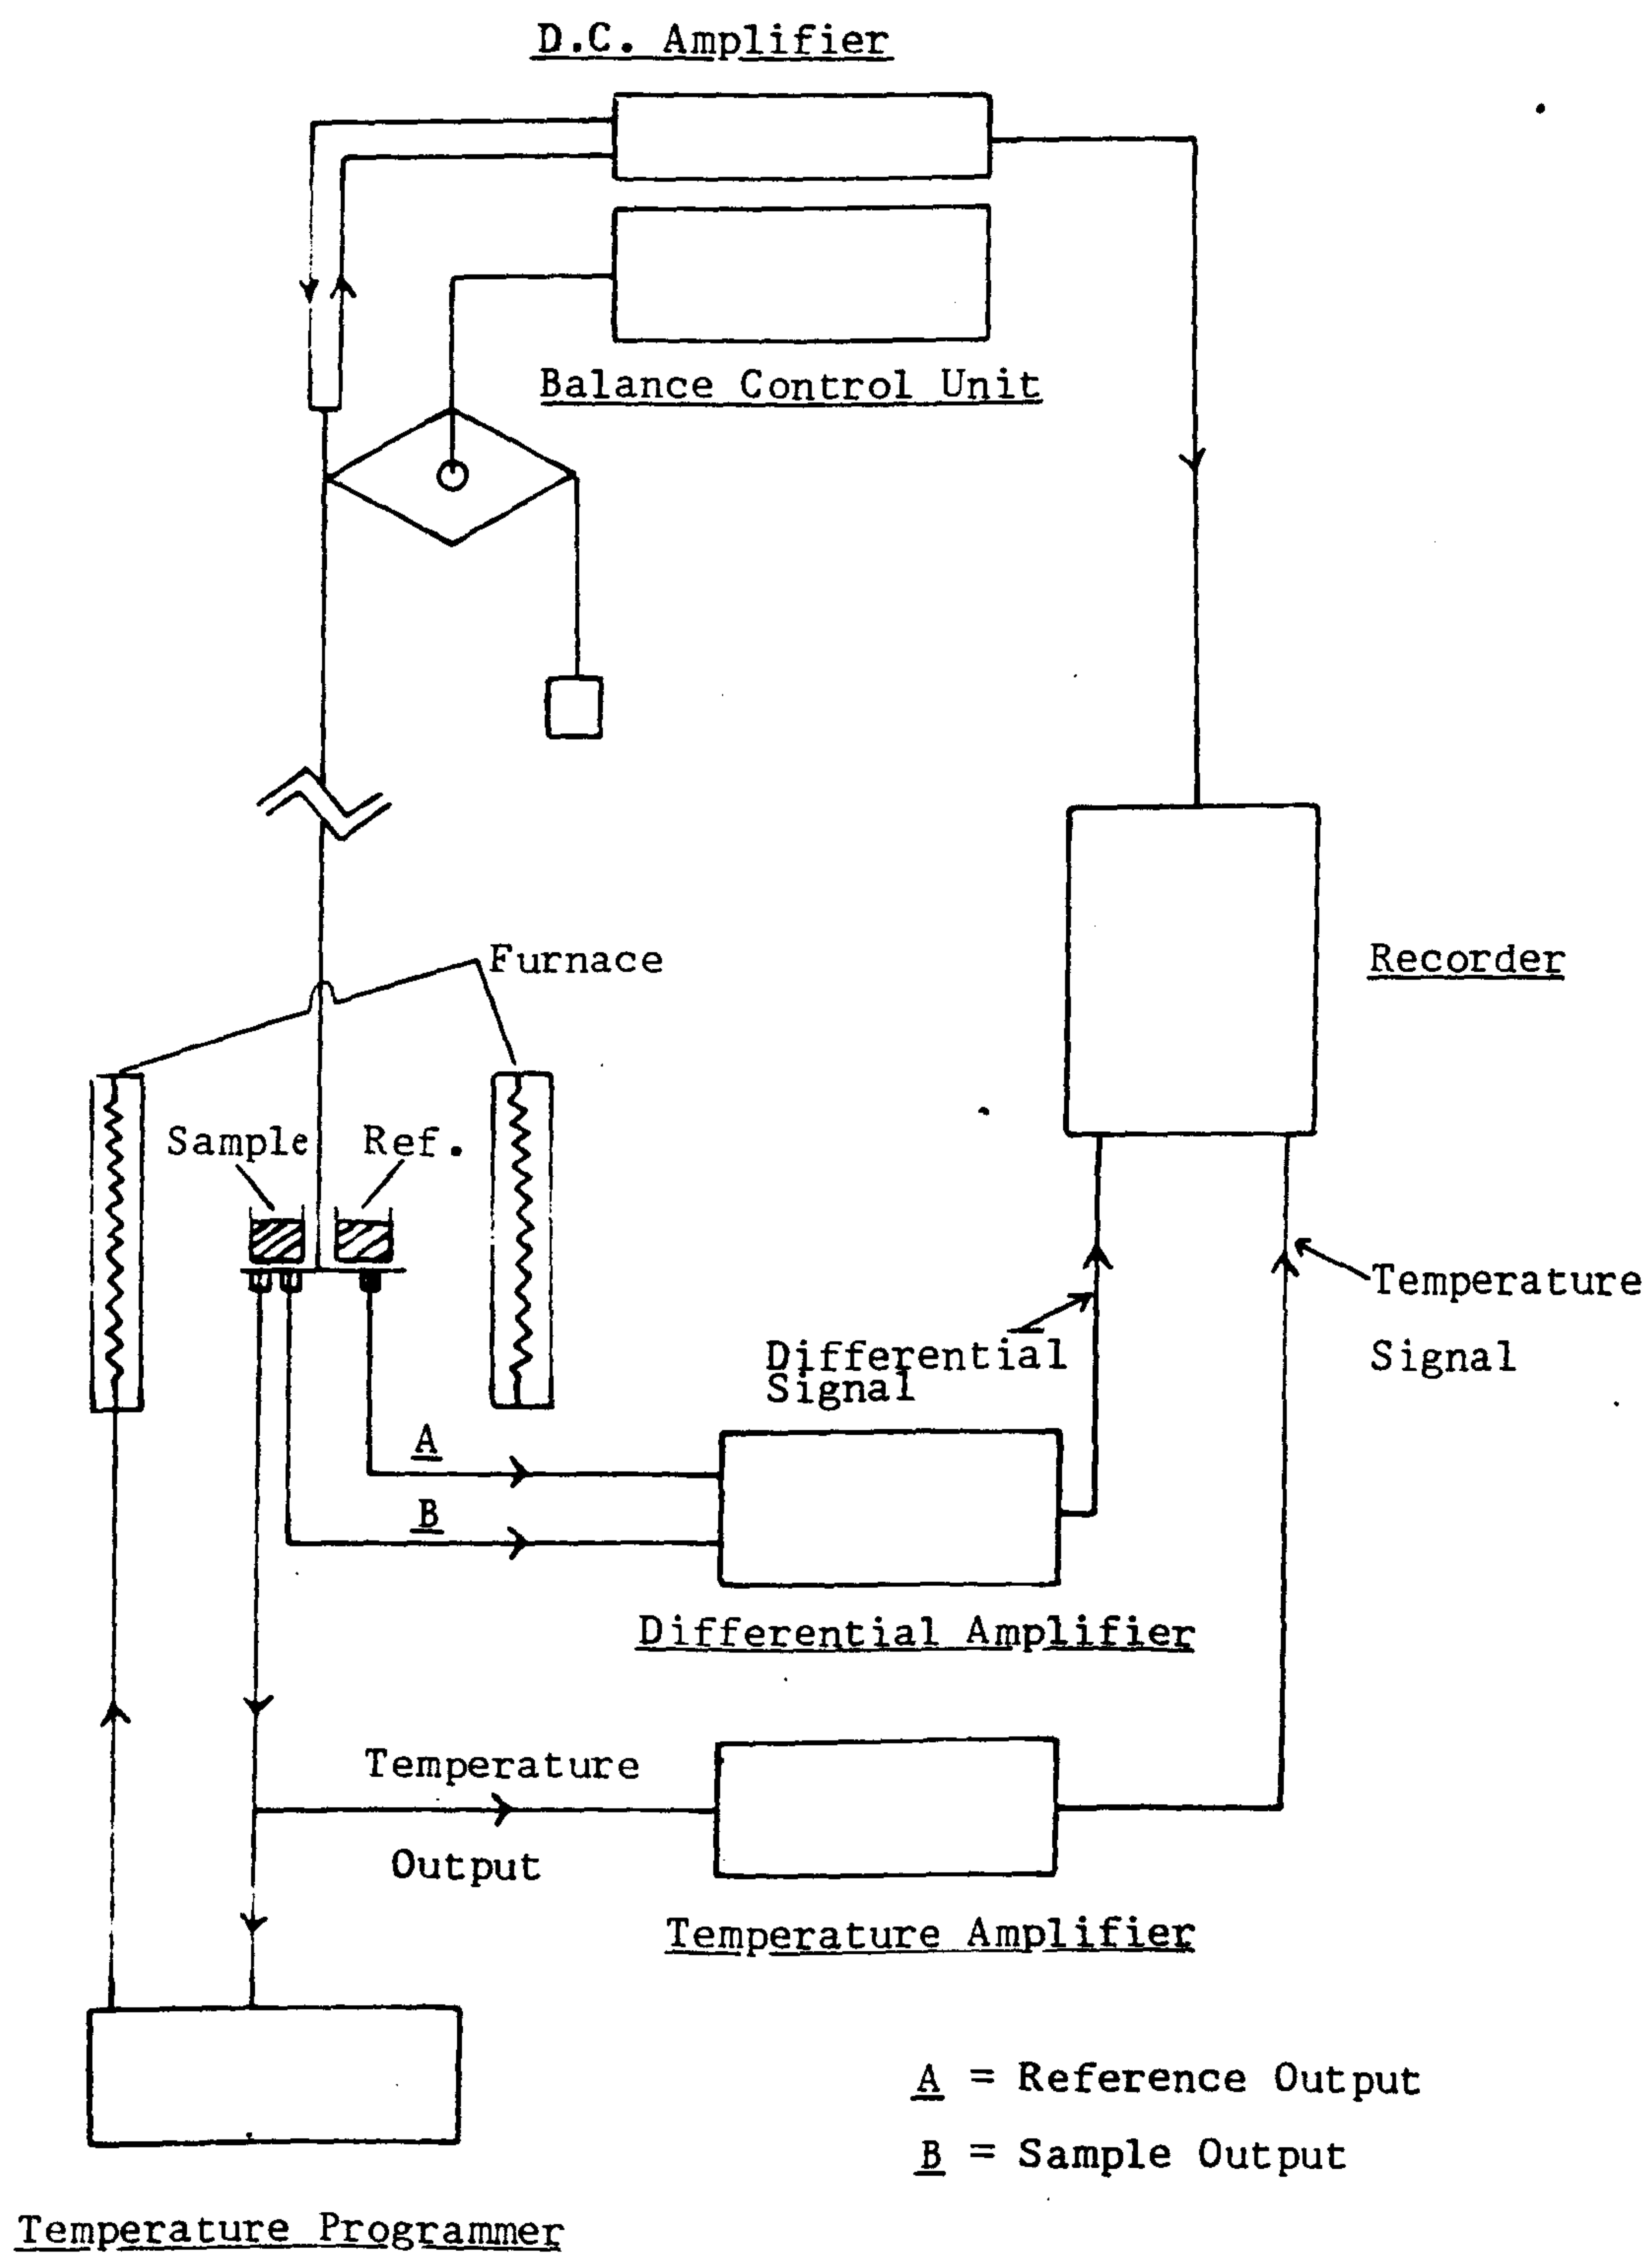 D.C. Amplifier
Balance Control Unit
Furnace
Recorder
Sample
Ref.
Temperature
Signal
Differential
Signal
A
B
Differential Amplifier
Temperature
Output
Temperature Amplifier
A = Reference Output
B = Sample Output
Temperature Programmer